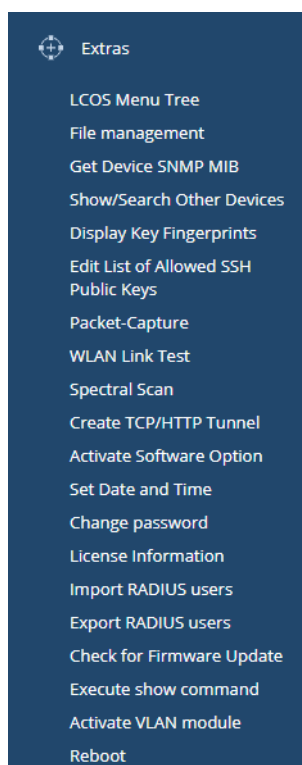 Extras
LCOS Menu Tree
File management
Get Device SNMP MIB
Show/Search Other Devices
Display Key Fingerprints
Edit List of Allowed SSH
Public Keys
Packet-Capture
WLAN Link Test
Spectral Scan
Create TCP/HTTP Tunnel
Activate Software Option
Set Date and Time
Change password
License Information
Import RADIUS users
Export RADIUS users
Check for Firmware Update
Execute show command
Activate VLAN module
Reboot